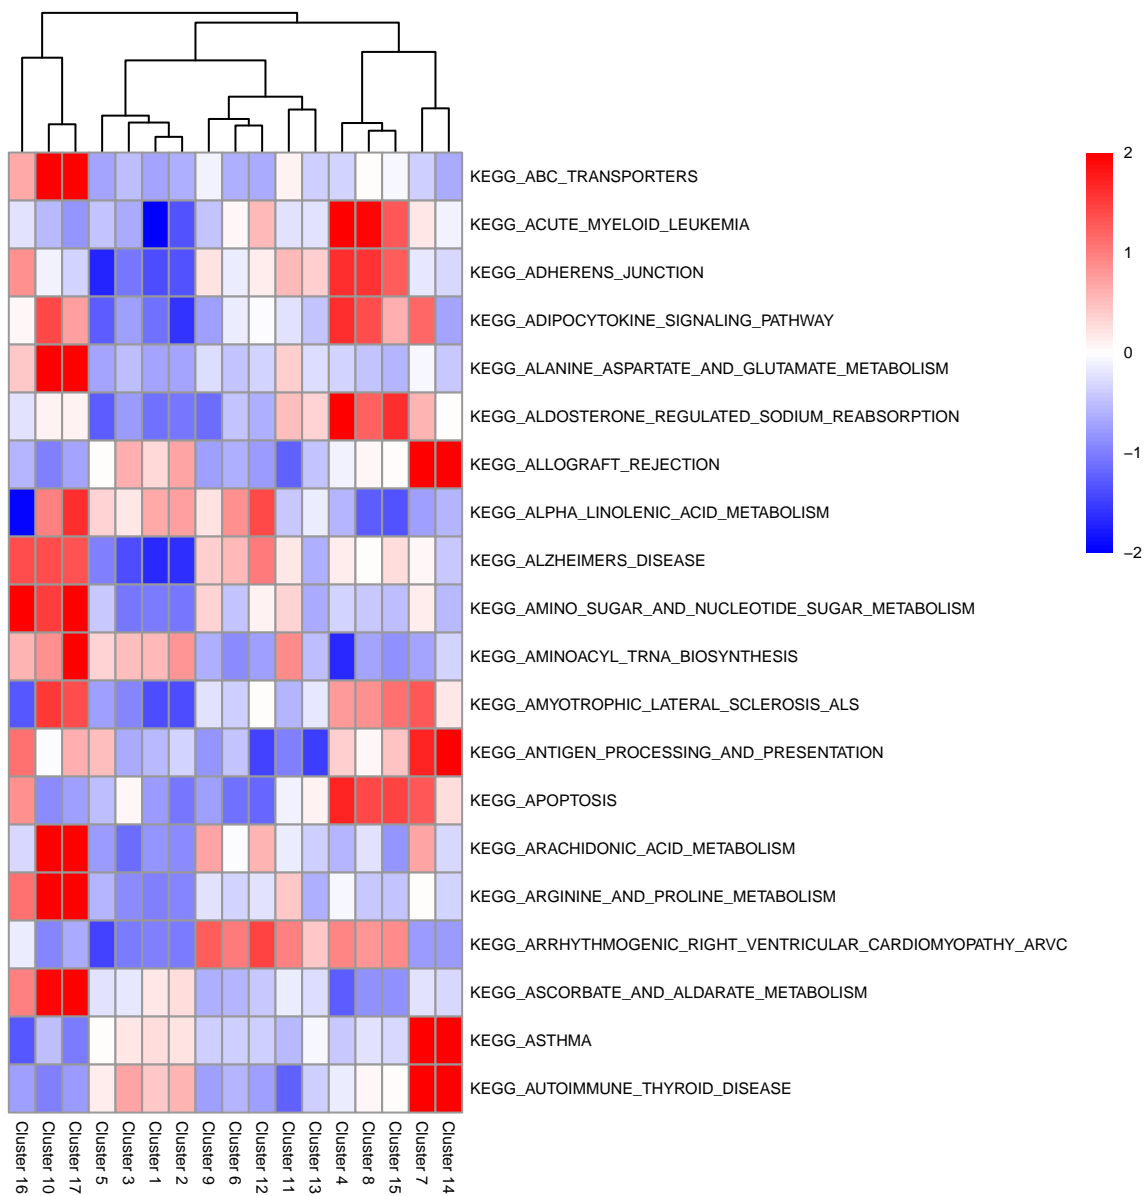 KEGG_ABC_TRANSPORTERS
KEGG_ACUTE_MYELOID_LEUKEMIA
KEGG_ADHERENS_JUNCTION
KEGG_ADIPOCYTOKINE_SIGNALING_PATHWAY
KEGG_ALANINE_ASPARTATE_AND_GLUTAMATE_METABOLISM
KEGG_ALDOSTERONE_REGULATED_SODIUM_REABSORPTION
KEGG_ALLOGRAFT_REJECTION
KEGG_ALPHA_LINOLENIC_ACID_METABOLISM
KEGG_ALZHEIMERS_DISEASE
KEGG_AMINO_SUGAR_AND_NUCLEOTIDE_SUGAR_METABOLISM
KEGG_AMINOACYL_TRNA_BIOSYNTHESIS
KEGG_AMYOTROPHIC_LATERAL_SCLEROSIS_ALS
KEGG_ANTIGEN_PROCESSING_AND_PRESENTATION
KEGG_APOPTOSIS
KEGG_ARACHIDONIC_ACID_METABOLISM
KEGG_ARGININE_AND_PROLINE_METABOLISM
KEGG_ARRHYTHMOGENIC_RIGHT_VENTRICULAR_CARDIOMYOPATHY_ARVC
KEGG_ASCORBATE_AND_ALDARATE_METABOLISM
KEGG_ASTHMA
KEGG_AUTOIMMUNE_THYROID_DISEASE
Cluster 16
Cluster 10
Cluster 17
Cluster 5
Cluster 3
Cluster 1
Cluster 2
Cluster 9
Cluster 6
Cluster 12
Cluster 11
Cluster 13
Cluster 4
Cluster 8
Cluster 15
Cluster 7
Cluster 14
2
1
0
−1
−2